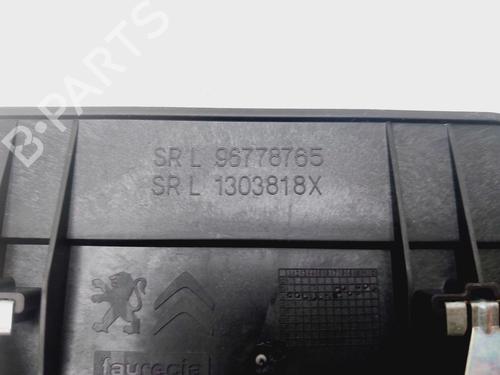 B-PARTS
SR L 96778765
SR L 1303818X
faurecia